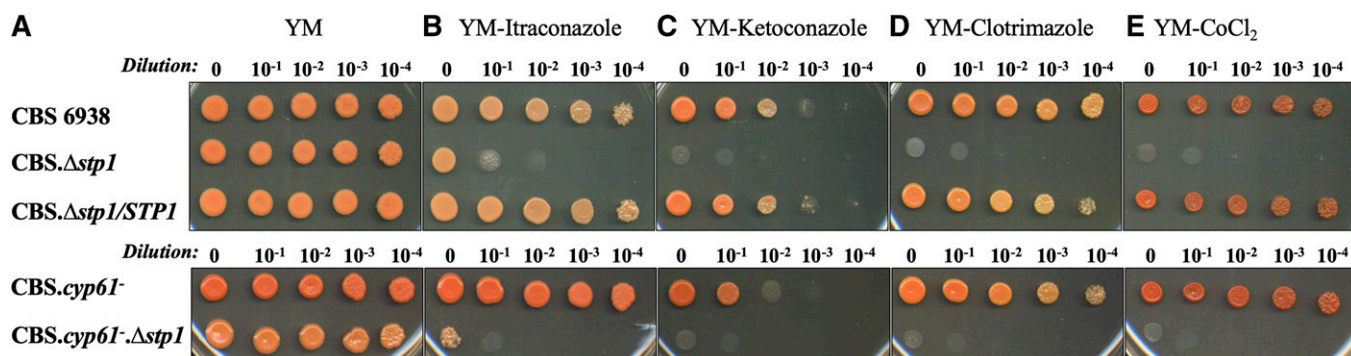 A YM B YM-Itraconazole C YM-Ketoconazole D YM-Clotrimazole E YM-CoCl₂
Dilution: 0 10⁻¹ 10⁻² 10⁻³ 10⁻⁴ 0 10⁻¹ 10⁻² 10⁻³ 10⁻⁴ 0 10⁻¹ 10⁻² 10⁻³ 10⁻⁴ 0 10⁻¹ 10⁻² 10⁻³ 10⁻⁴ 0 10⁻¹ 10⁻² 10⁻³ 10⁻⁴
CBS 6938
CBS.Δstp1
CBS.Δstp1/STP1
Dilution: 0 10⁻¹ 10⁻² 10⁻³ 10⁻⁴ 0 10⁻¹ 10⁻² 10⁻³ 10⁻⁴ 0 10⁻¹ 10⁻² 10⁻³ 10⁻⁴ 0 10⁻¹ 10⁻² 10⁻³ 10⁻⁴ 0 10⁻¹ 10⁻² 10⁻³ 10⁻⁴
CBS.cyp61⁻
CBS.cyp61⁻.Δstp1